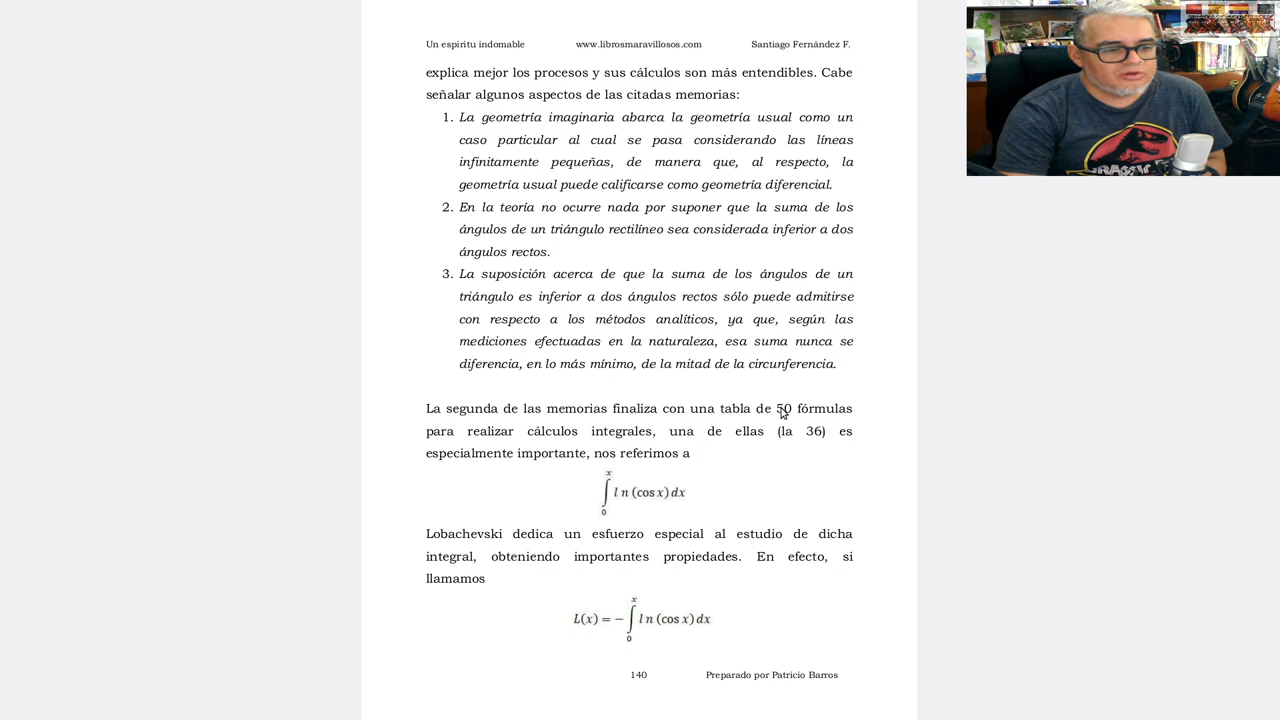 Un espíritu indomable www.librosmaravillosos.com Santiago Fernández F.
explica mejor los procesos y sus cálculos son más entendibles. Cabe
señalar algunos aspectos de las citadas memorias:
1. La geometría imaginaria abarca la geometría usual como un
caso particular al cual se pasa considerando las líneas
infinitamente pequeñas, de manera que, al respecto, la
geometría usual puede calificarse como geometría diferencial.
2. En la teoría no ocurre nada por suponer que la suma de los
ángulos de un triángulo rectilíneo sea considerada inferior a dos
ángulos rectos.
3. La suposición acerca de que la suma de los ángulos de un
triángulo es inferior a dos ángulos rectos sólo puede admitirse
con respecto a los métodos analíticos, ya que, según las
mediciones efectuadas en la naturaleza, esa suma nunca se
diferencia, en lo más mínimo, de la mitad de la circunferencia.
La segunda de las memorias finaliza con una tabla de 50 fórmulas
para realizar cálculos integrales, una de ellas (la 36) es
especialmente importante, nos referimos a
∫₀ˣ l n (cos x) dx
Lobachevski dedica un esfuerzo especial al estudio de dicha
integral, obteniendo importantes propiedades. En efecto, si
llamamos
L(x) = − ∫₀ˣ l n (cos x) dx
140 Preparado por Patricio Barros